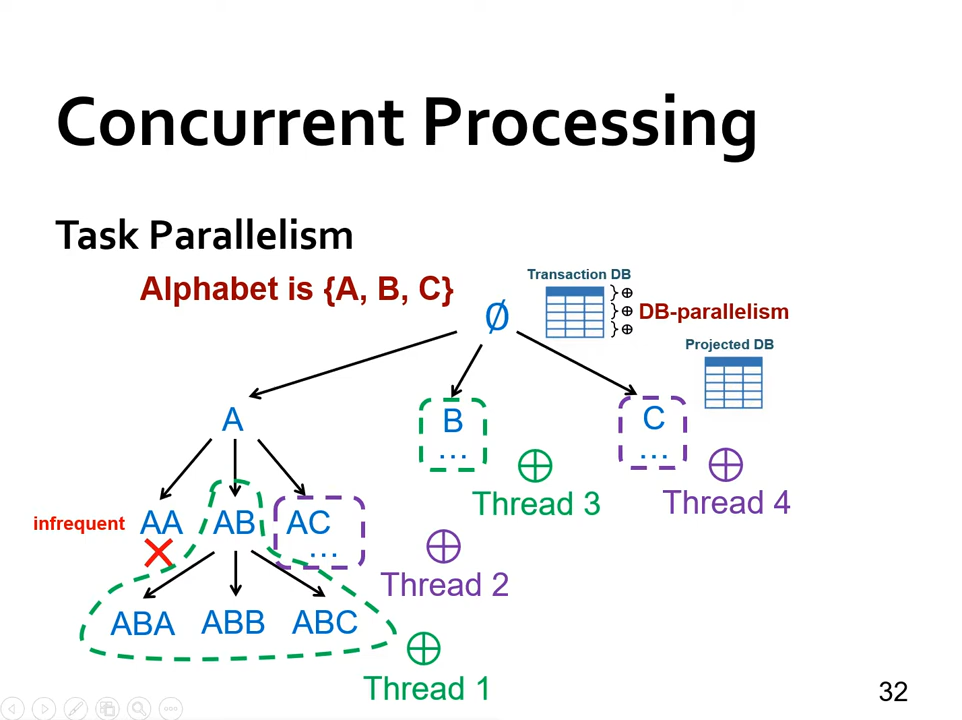 Concurrent Processing
Task Parallelism
Alphabet is {A, B, C}
Transaction DB
∅
} ⊕
} ⊕ DB-parallelism
} ⊕
Projected DB
A
B
...
C
...
⊕
Thread 3
⊕
Thread 4
infrequent AA AB AC
...
⊕
Thread 2
ABA ABB ABC
⊕
Thread 1
32